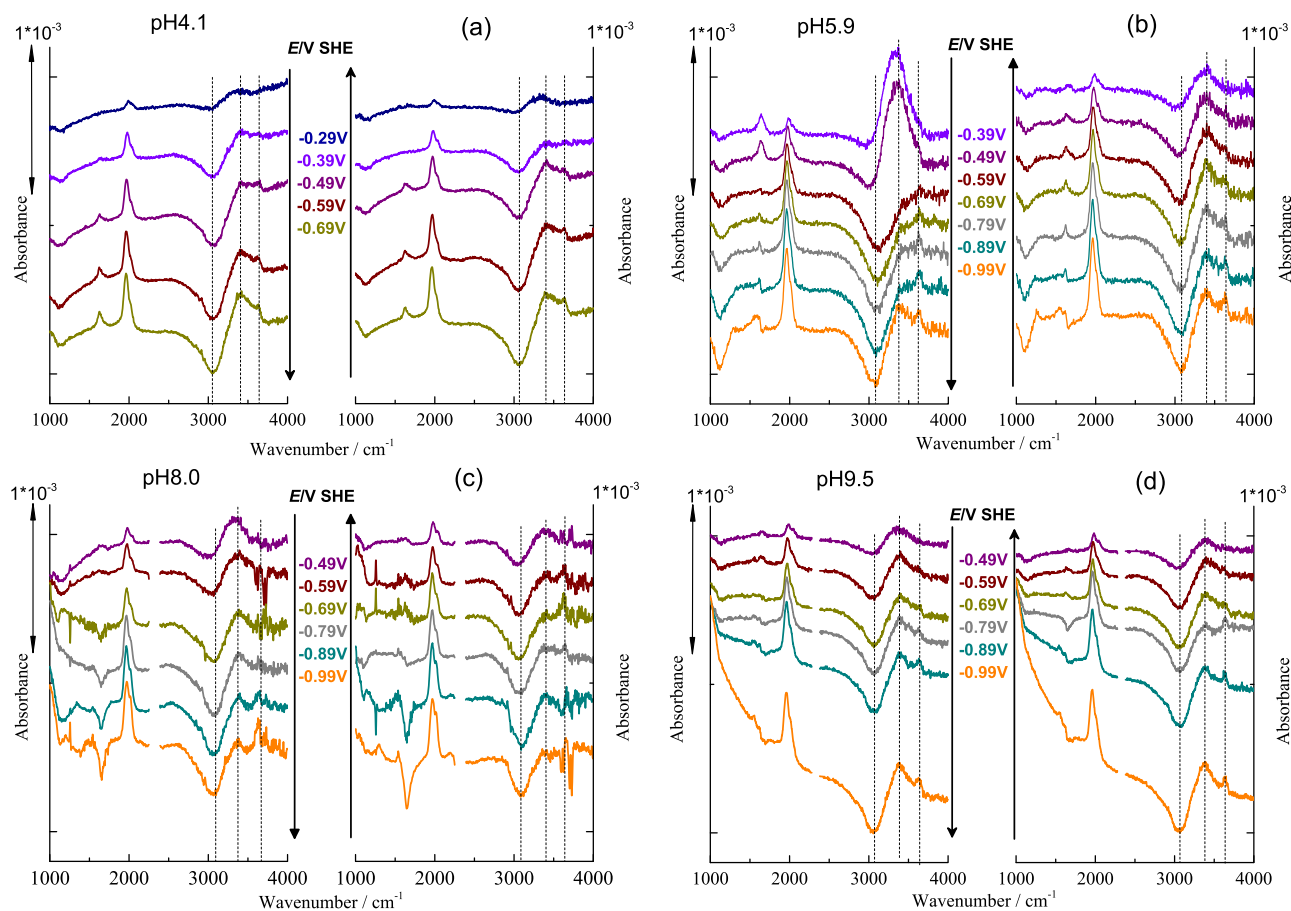 pH4.1
(a)
1*10-3
E/V SHE
1*10-3
-0.29V
-0.39V
-0.49V
-0.59V
-0.69V
Absorbance
Absorbance
1000 2000 3000 4000
1000 2000 3000 4000
Wavenumber / cm-1
pH5.9
(b)
1*10-3
E/V SHE
1*10-3
-0.39V
-0.49V
-0.59V
-0.69V
-0.79V
-0.89V
-0.99V
Absorbance
Absorbance
1000 2000 3000 4000
1000 2000 3000 4000
Wavenumber / cm-1
pH8.0
(c)
1*10-3
E/V SHE
1*10-3
-0.49V
-0.59V
-0.69V
-0.79V
-0.89V
-0.99V
Absorbance
Absorbance
1000 2000 3000 4000
1000 2000 3000 4000
Wavenumber / cm-1
pH9.5
(d)
1*10-3
E/V SHE
1*10-3
-0.49V
-0.59V
-0.69V
-0.79V
-0.89V
-0.99V
Absorbance
Absorbance
1000 2000 3000 4000
1000 2000 3000 4000
Wavenumber / cm-1